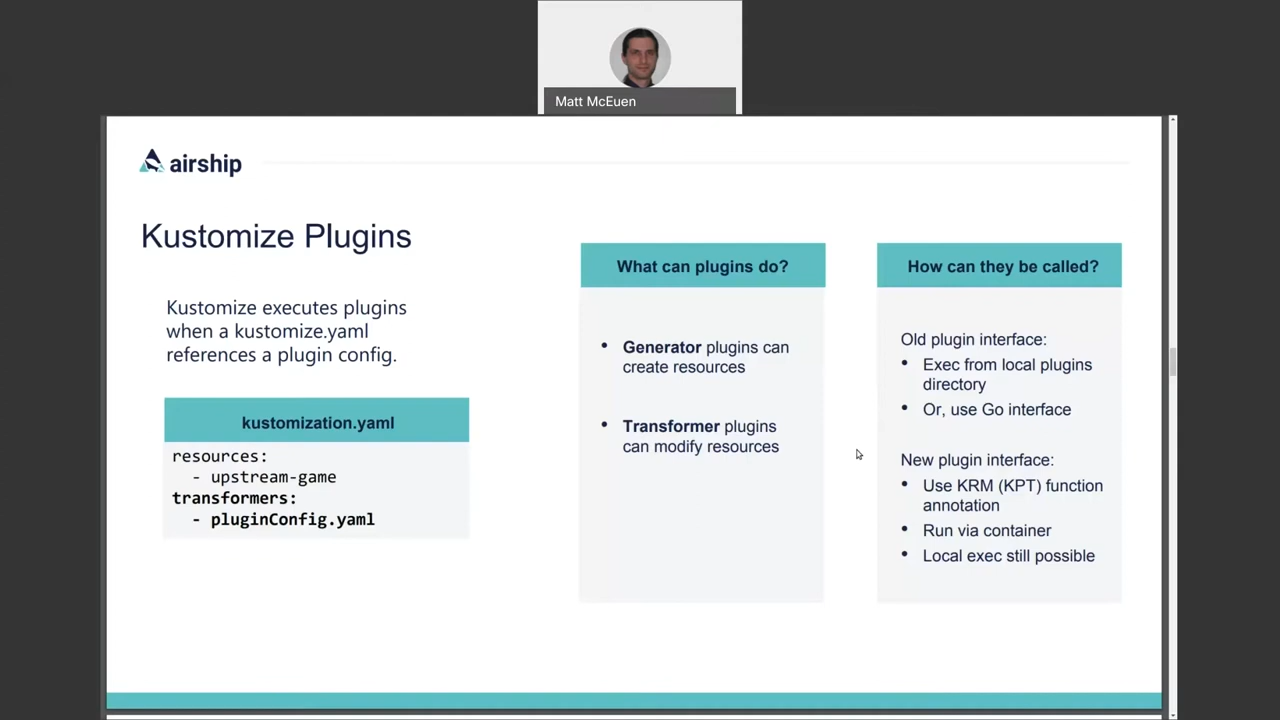 Matt McEuen
airship
Kustomize Plugins
Kustomize executes plugins
when a kustomize.yaml
references a plugin config.
kustomization.yaml
resources:
- upstream-game
transformers:
- pluginConfig.yaml
What can plugins do?
• Generator plugins can
create resources
• Transformer plugins
can modify resources
How can they be called?
Old plugin interface:
• Exec from local plugins
directory
• Or, use Go interface
New plugin interface:
• Use KRM (KPT) function
annotation
• Run via container
• Local exec still possible